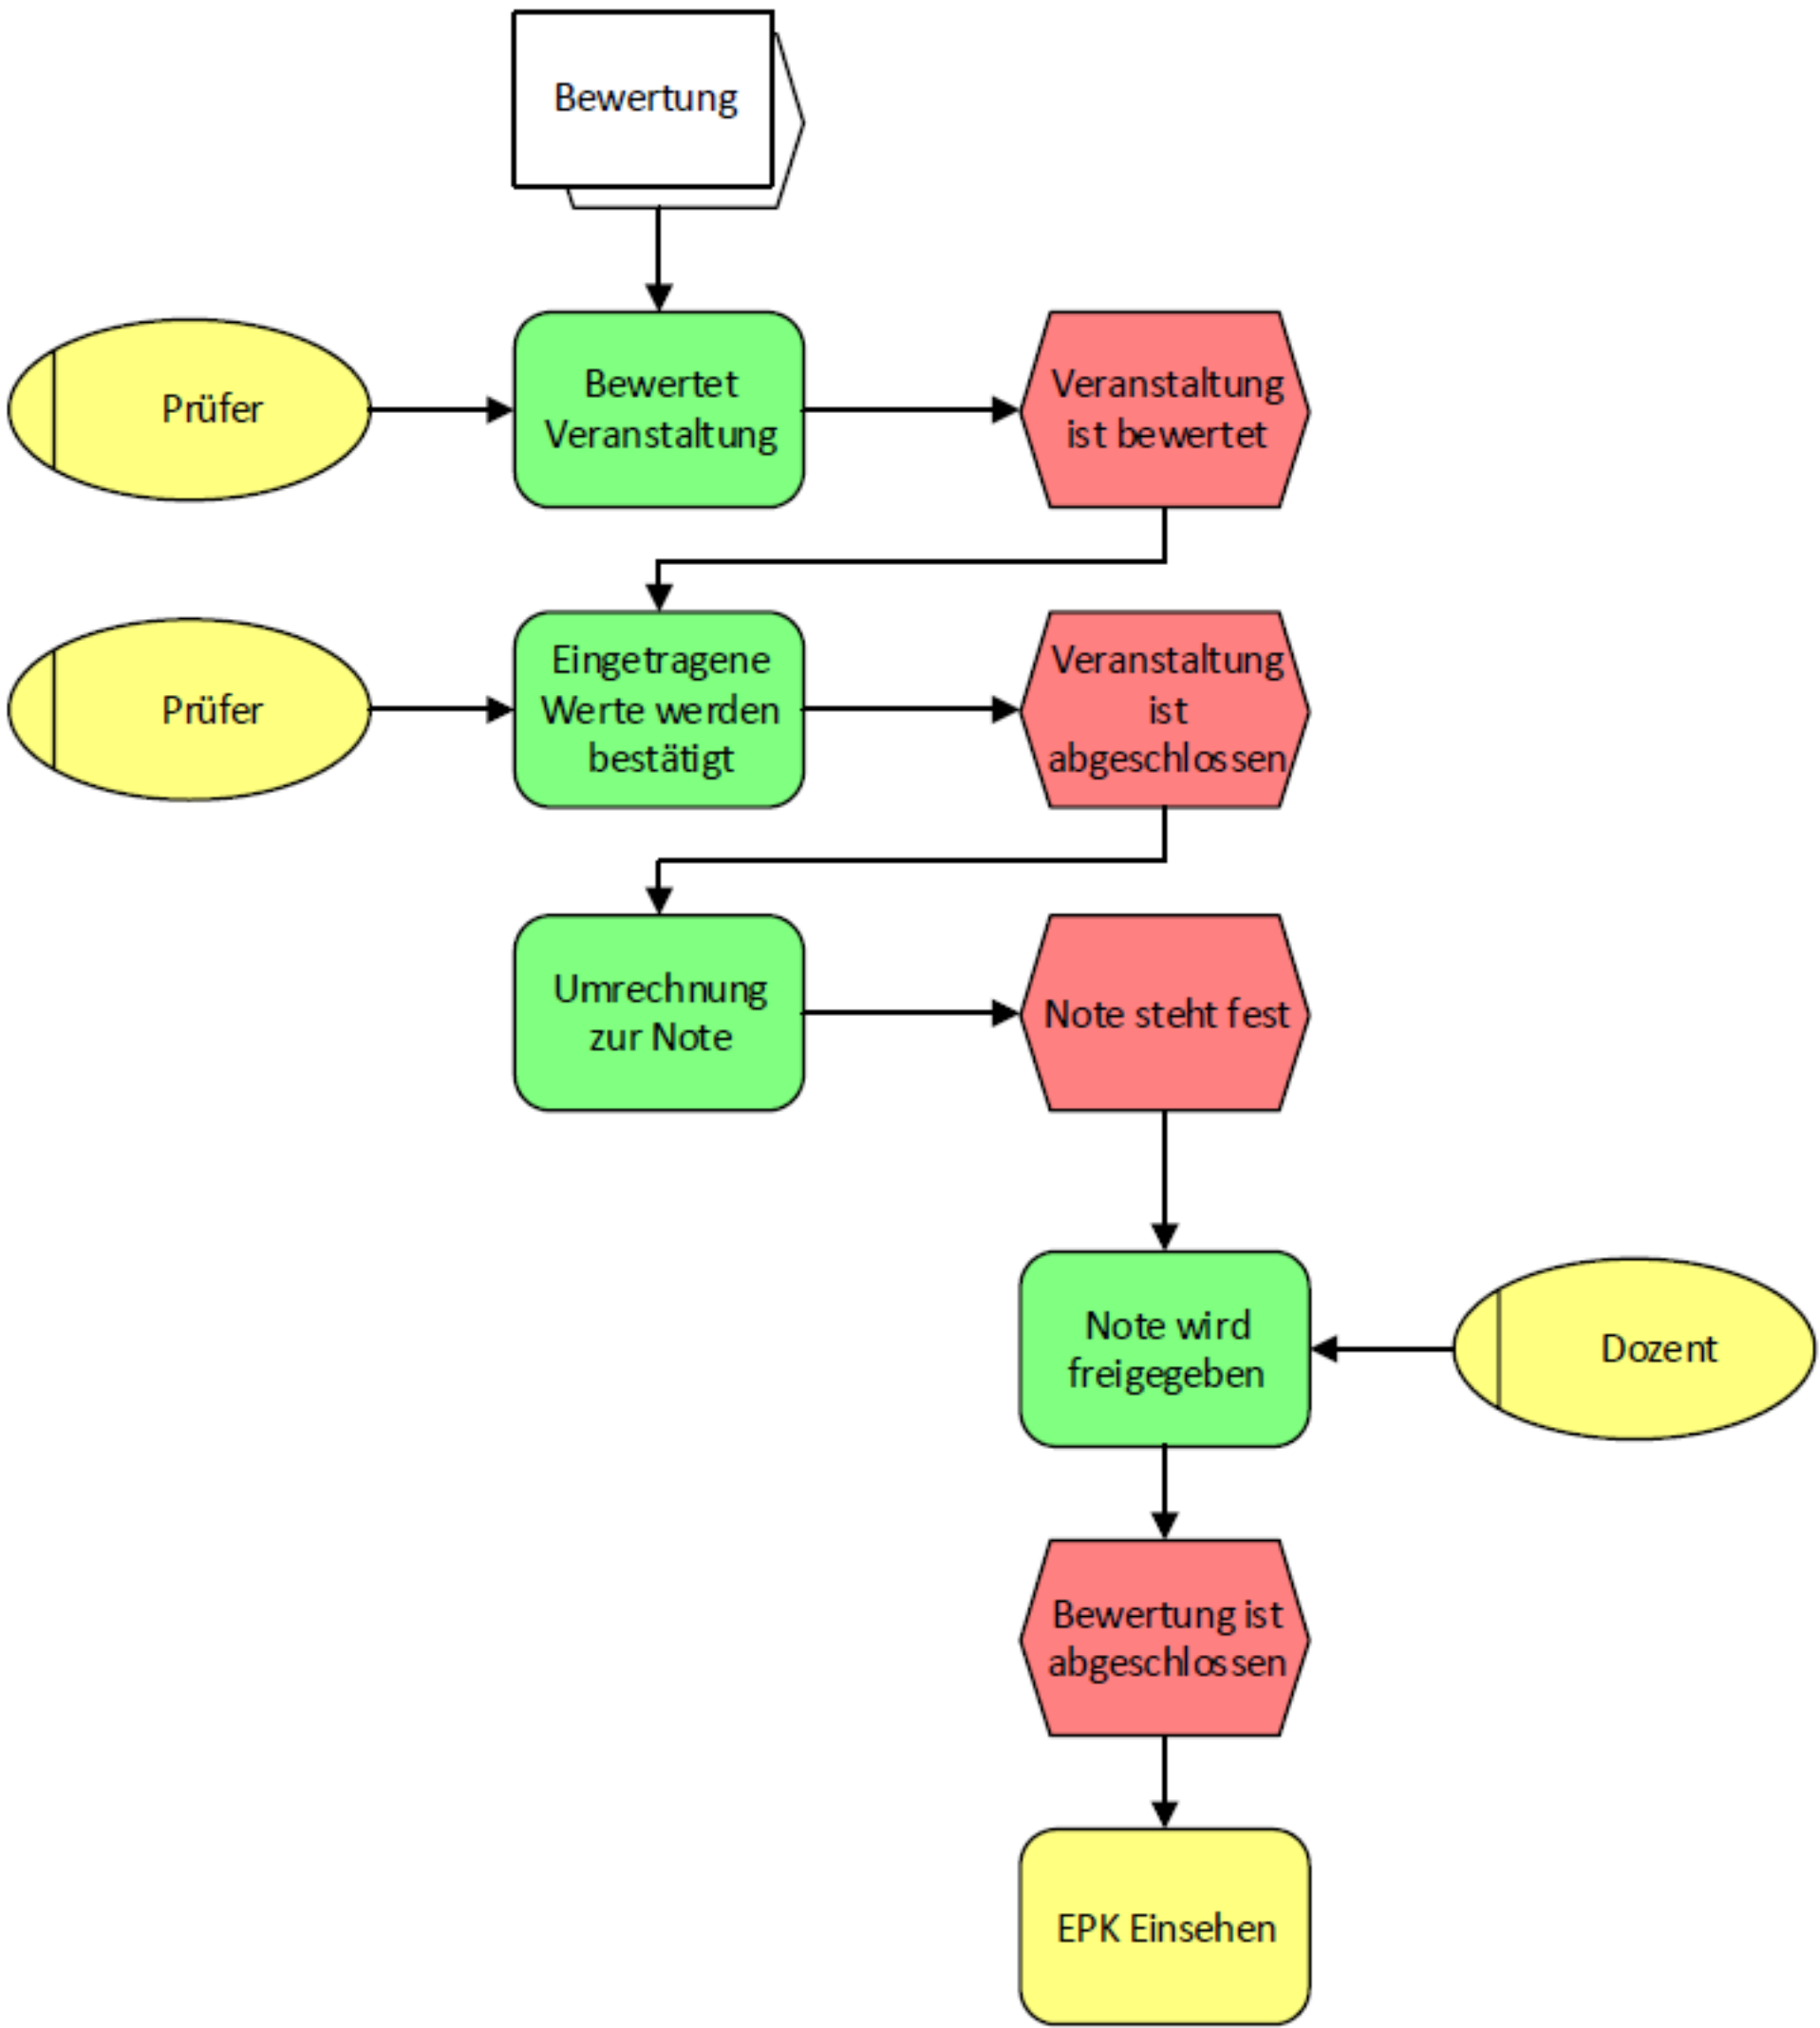 Bewertung
Prüfer
Bewertet
Veranstaltung
Veranstaltung
ist bewertet
Prüfer
Eingetragene
Werte werden
bestätigt
Veranstaltung
ist
abgeschlossen
Umrechnung
zur Note
Note steht fest
Note wird
freigegeben
Dozent
Bewertung ist
abgeschlossen
EPK Einsehen